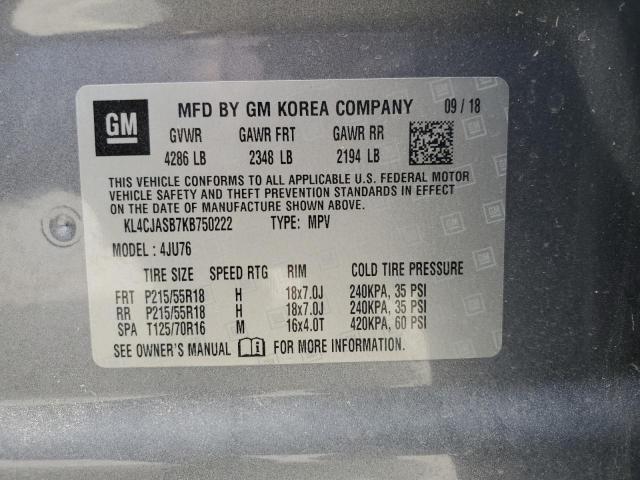 GM MFD BY GM KOREA COMPANY 09 / 18
GVWR GAWR FRT GAWR RR
4286 LB 2348 LB 2194 LB
THIS VEHICLE CONFORMS TO ALL APPLICABLE U.S. FEDERAL MOTOR
VEHICLE SAFETY AND THEFT PREVENTION STANDARDS IN EFFECT
ON THE DATE OF MANUFACTURE SHOWN ABOVE.
KL4CJASB7KB750222 TYPE: MPV
MODEL : 4JU76
TIRE SIZE SPEED RTG RIM COLD TIRE PRESSURE
FRT P215/55R18 H 18x7.0J 240KPA, 35 PSI
RR P215/55R18 H 18x7.0J 240KPA, 35 PSI
SPA T125/70R16 M 16x4.0T 420KPA, 60 PSI
SEE OWNER'S MANUAL FOR MORE INFORMATION.